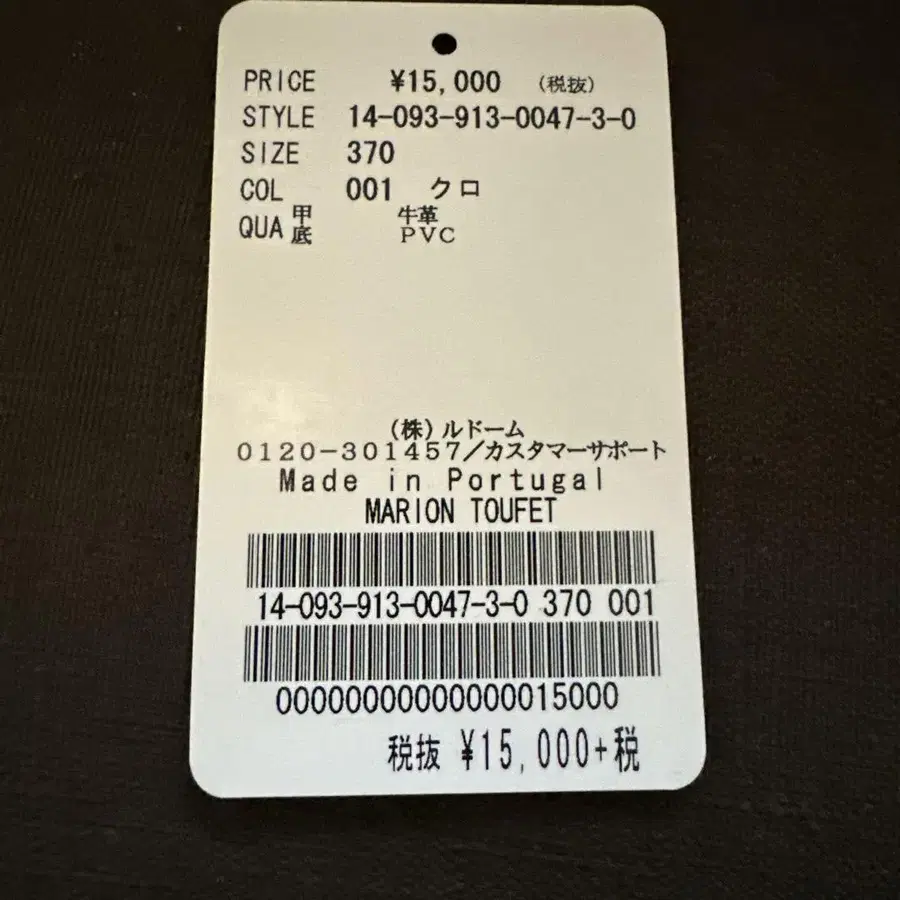 PRICE ¥15,000 (税抜)
STYLE 14-093-913-0047-3-0
SIZE 370
COL 001 クロ
QUA 甲 牛革
底 PVC
(株)ルドーム
0120-301457/カスタマーサポート
Made in Portugal
MARION TOUFET
14-093-913-0047-3-0 370 001
00000000000000015000
税抜 ¥15,000+税